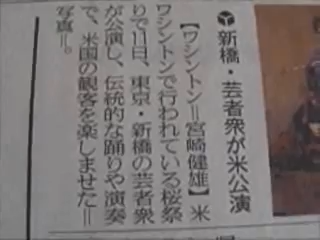 新橋・芸者衆が米公演
【ワシントン=宮崎健雄】米
ワシントンで行われている桜祭
りで11日、東京・新橋の芸者衆
が公演し、伝統的な踊りや演奏
で、米国の観客を楽しませた=
写真=。